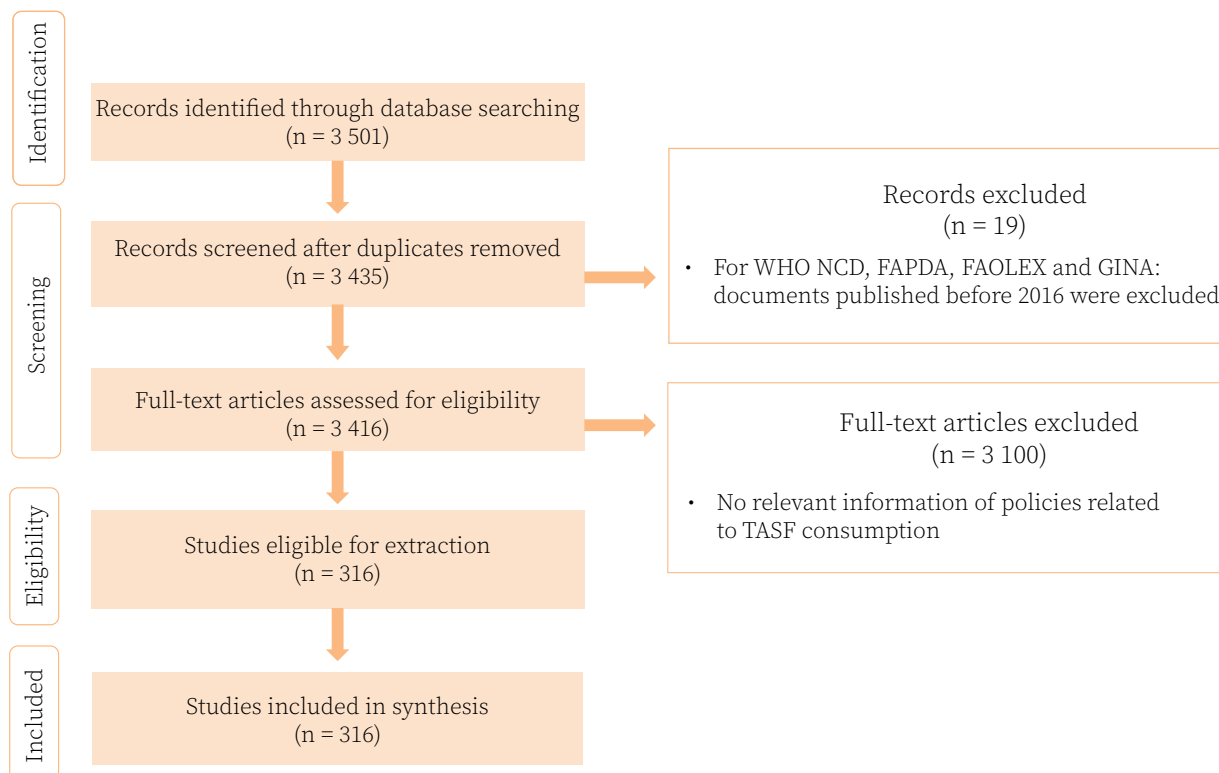 Identification
Records identified through database searching
(n = 3 501)
Screening
Records screened after duplicates removed
(n = 3 435)
Records excluded
(n = 19)
• For WHO NCD, FAPDA, FAOLEX and GINA:
documents published before 2016 were excluded
Full-text articles assessed for eligibility
(n = 3 416)
Full-text articles excluded
(n = 3 100)
• No relevant information of policies related
to TASF consumption
Eligibility
Studies eligible for extraction
(n = 316)
Included
Studies included in synthesis
(n = 316)